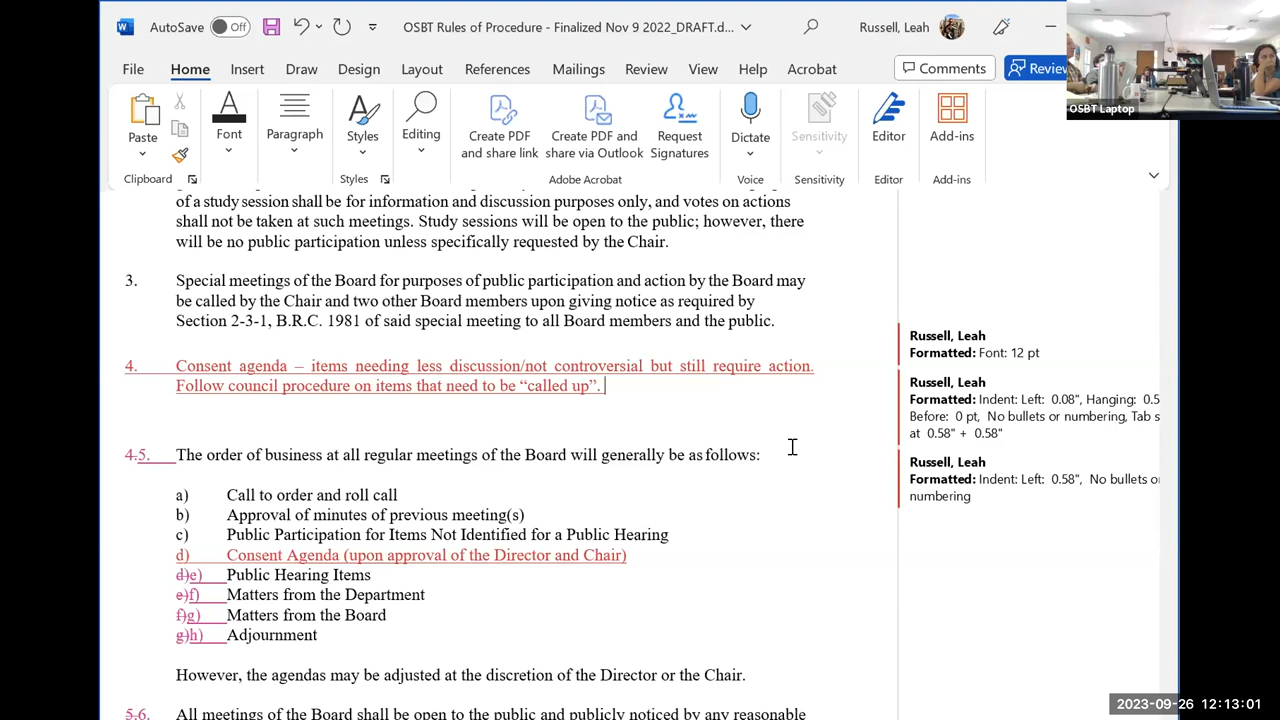 AutoSave Off OSBT Rules of Procedure - Finalized Nov 9 2022_DRAFT.d... Russell, Leah
File Home Insert Draw Design Layout References Mailings Review View Help Acrobat Comments
OSBT Laptop
Paste Font Paragraph Styles Editing Create PDF and share link Create PDF and share via Outlook Request Signatures Dictate Sensitivity Editor Add-ins
Clipboard Styles Adobe Acrobat Voice Sensitivity Editor Add-ins
of a study session shall be for information and discussion purposes only, and votes on actions
shall not be taken at such meetings. Study sessions will be open to the public; however, there
will be no public participation unless specifically requested by the Chair.
3. Special meetings of the Board for purposes of public participation and action by the Board may
be called by the Chair and two other Board members upon giving notice as required by
Section 2-3-1, B.R.C. 1981 of said special meeting to all Board members and the public.
4. Consent agenda – items needing less discussion/not controversial but still require action.
Follow council procedure on items that need to be “called up”.
4.5. The order of business at all regular meetings of the Board will generally be as follows:
a) Call to order and roll call
b) Approval of minutes of previous meeting(s)
c) Public Participation for Items Not Identified for a Public Hearing
d) Consent Agenda (upon approval of the Director and Chair)
d)e) Public Hearing Items
e)f) Matters from the Department
f)g) Matters from the Board
g)h) Adjournment
However, the agendas may be adjusted at the discretion of the Director or the Chair.
5.6. All meetings of the Board shall be open to the public and publicly noticed by any reasonable
Russell, Leah
Formatted: Font: 12 pt
Russell, Leah
Formatted: Indent: Left: 0.08", Hanging: 0.5
Before: 0 pt, No bullets or numbering, Tab s
at 0.58" + 0.58"
Russell, Leah
Formatted: Indent: Left: 0.58", No bullets or
numbering
2023-09-26 12:13:01